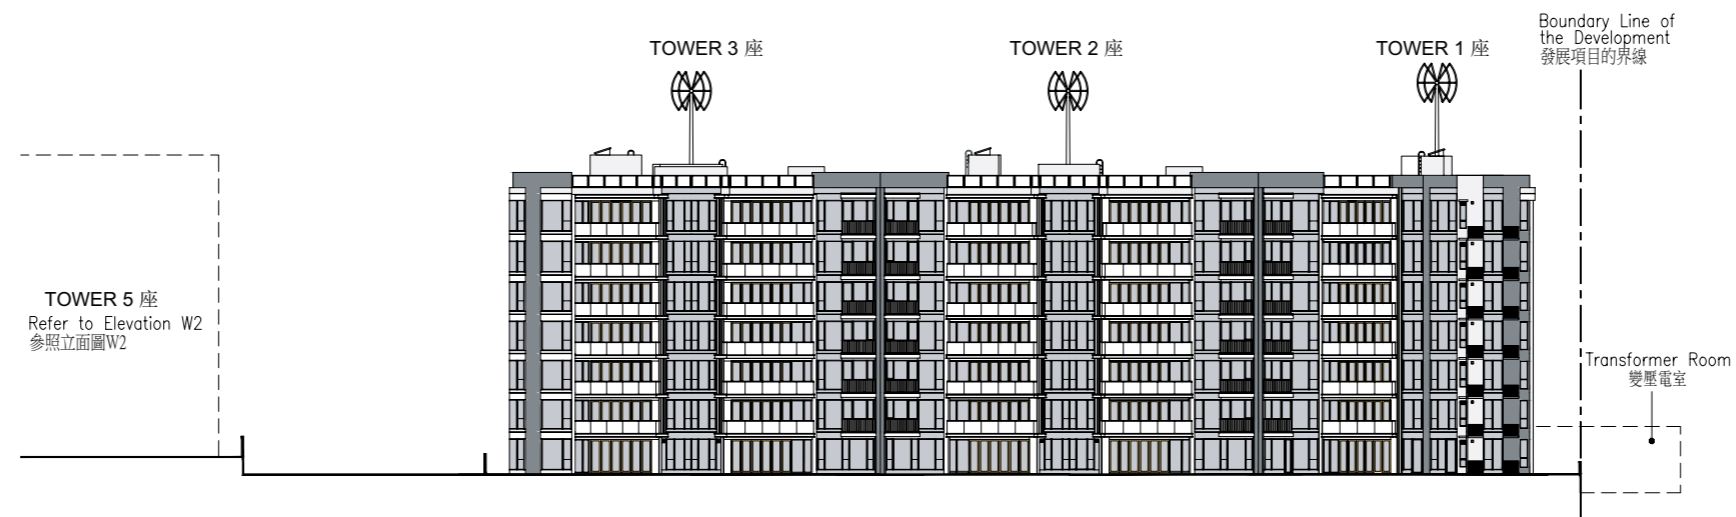 TOWER 3 座
TOWER 2 座
TOWER 1 座
Boundary Line of
the Development
發展項目的界線
TOWER 5 座
Refer to Elevation W2
參照立面圖W2
Transformer Room
變壓電室